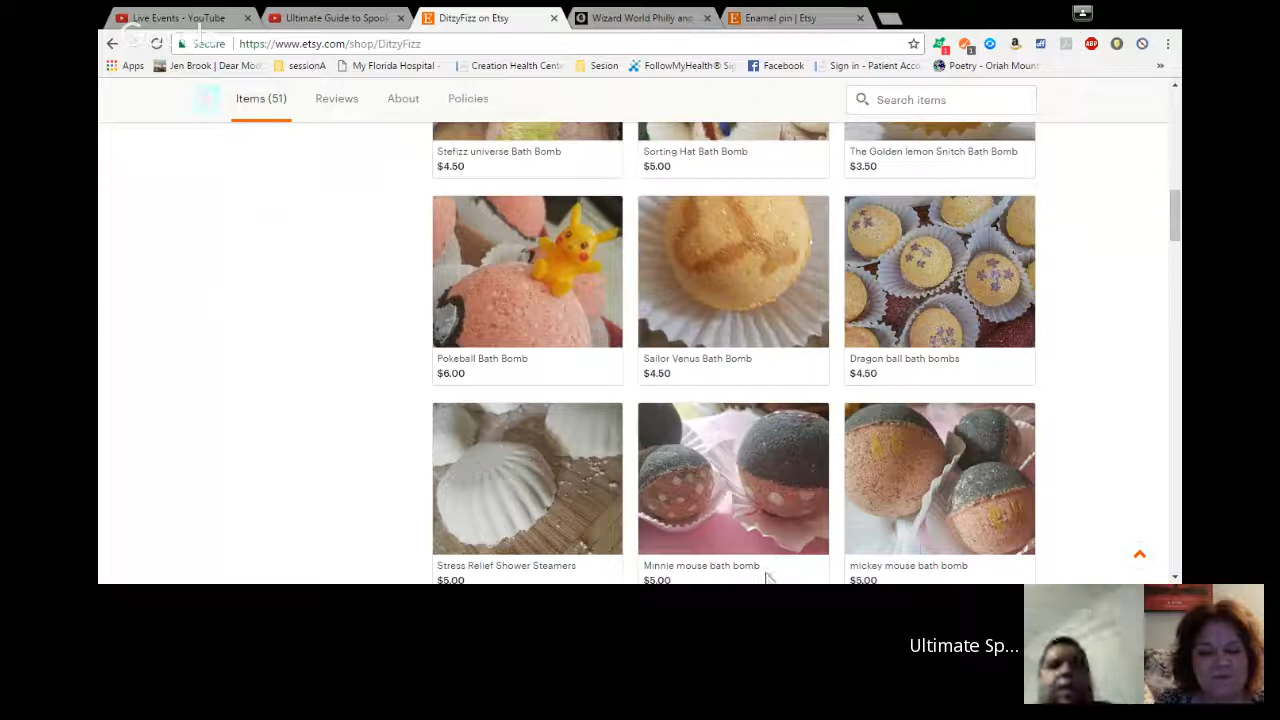 Live Events - YouTube
Ultimate Guide to Spook
DitzyFizz on Etsy
Wizard World Philly and
Enamel pin | Etsy
Secure
https://www.etsy.com/shop/DitzyFizz
Apps
Jen Brook | Dear Mod
sessionA
My Florida Hospital -
Creation Health Cente
Sesion
FollowMyHealth® Sig
Facebook
Sign in - Patient Acco
Poetry - Oriah Mount
Items (51)
Reviews
About
Policies
Search items
Stefizz universe Bath Bomb
$4.50
Sorting Hat Bath Bomb
$5.00
The Golden lemon Snitch Bath Bomb
$3.50
Pokeball Bath Bomb
$6.00
Sailor Venus Bath Bomb
$4.50
Dragon ball bath bombs
$4.50
Stress Relief Shower Steamers
$5.00
Minnie mouse bath bomb
$5.00
mickey mouse bath bomb
$5.00
Ultimate Sp...